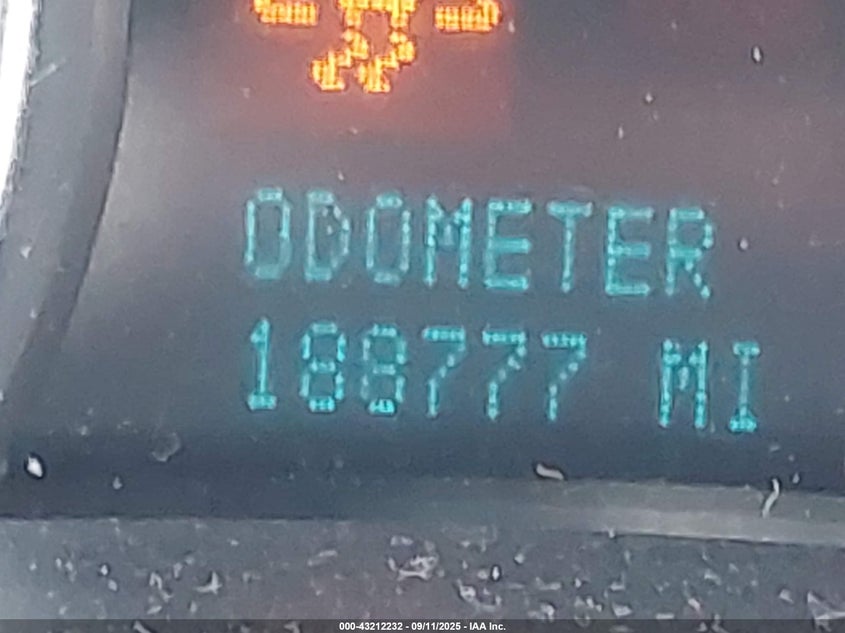 ODOMETER
188777 MI
000-43212232 - 09/11/2025 - IAA Inc.